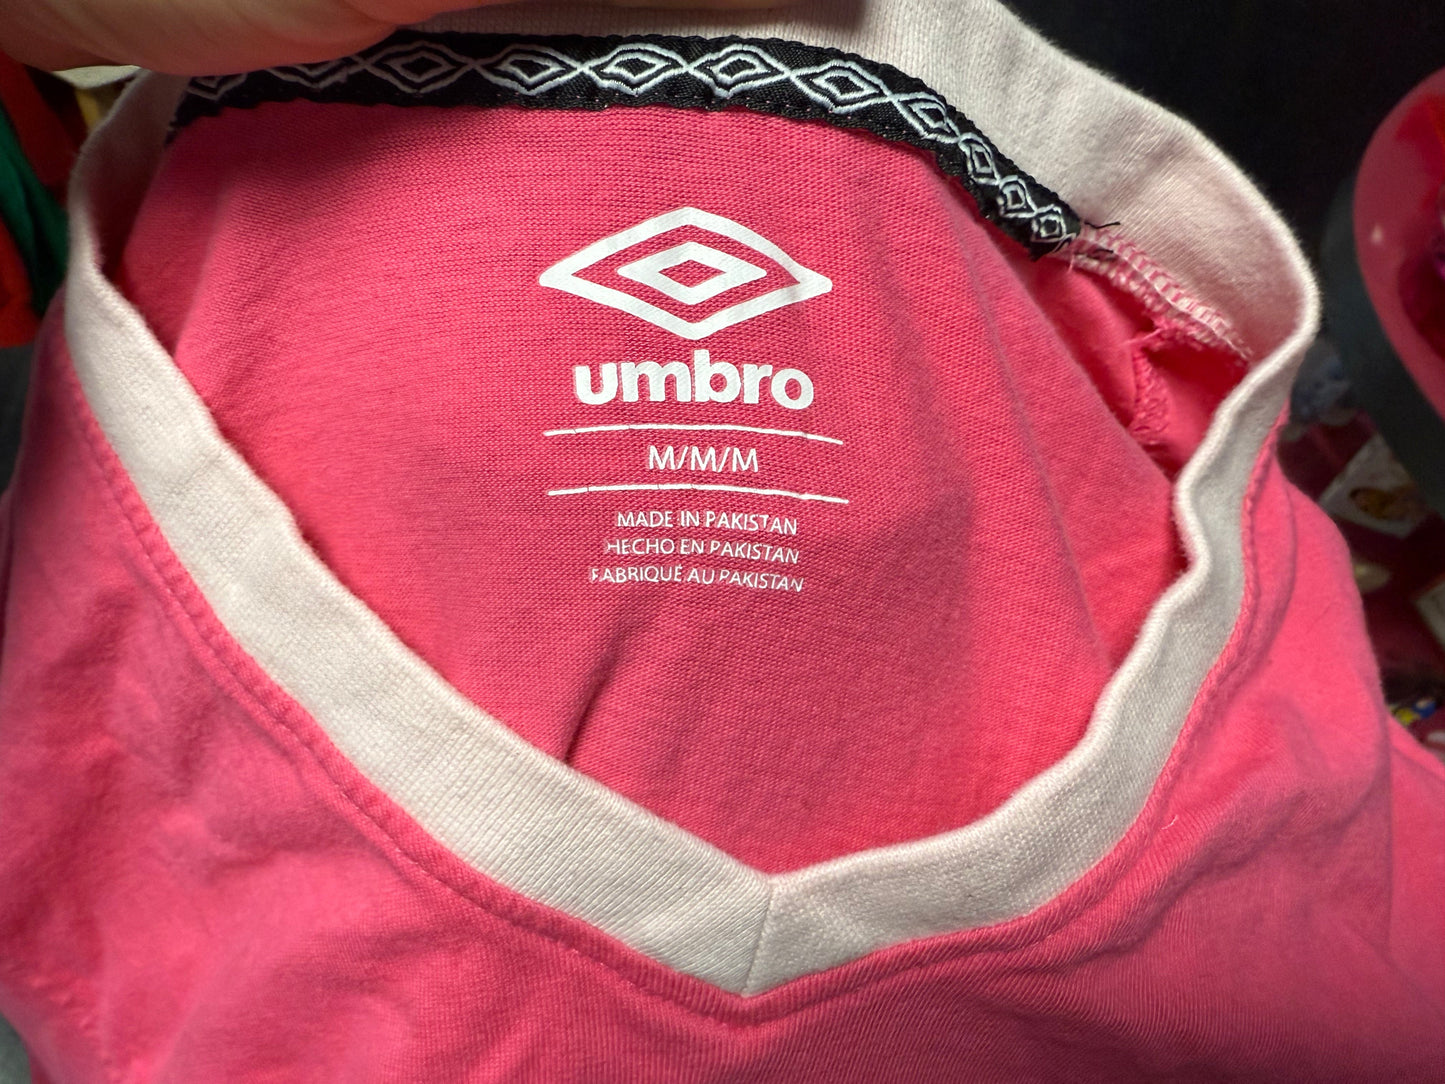 umbro
M/M/M
MADE IN PAKISTAN
HECHO EN PAKISTAN
FABRIQUÉ AU PAKISTAN